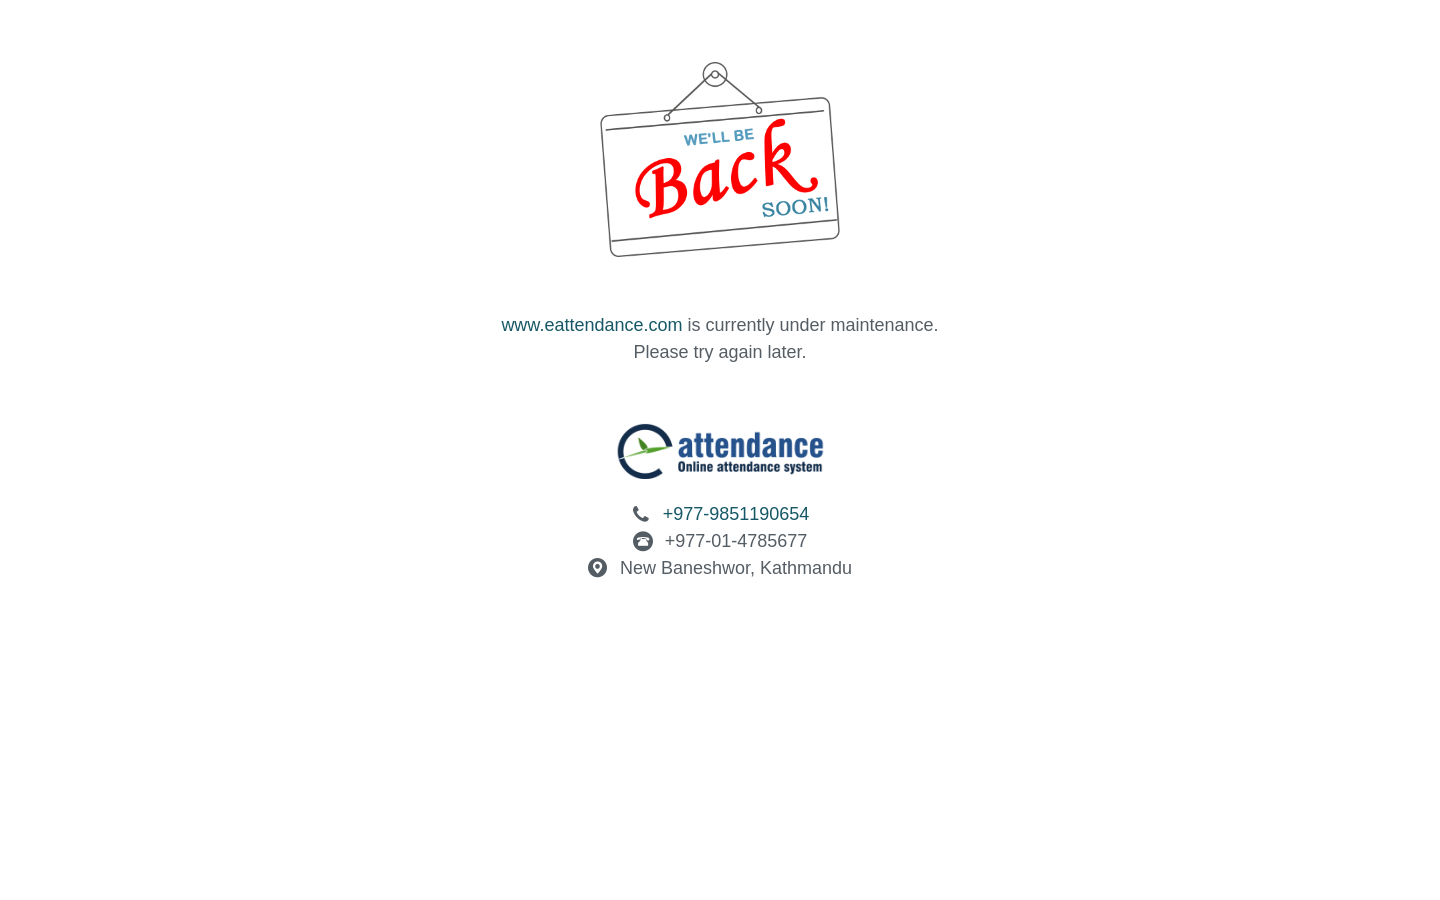 WE'LL BE
Back
SOON!
www.eattendance.com is currently under maintenance.
Please try again later.
attendance
Online attendance system
+977-9851190654
+977-01-4785677
New Baneshwor, Kathmandu